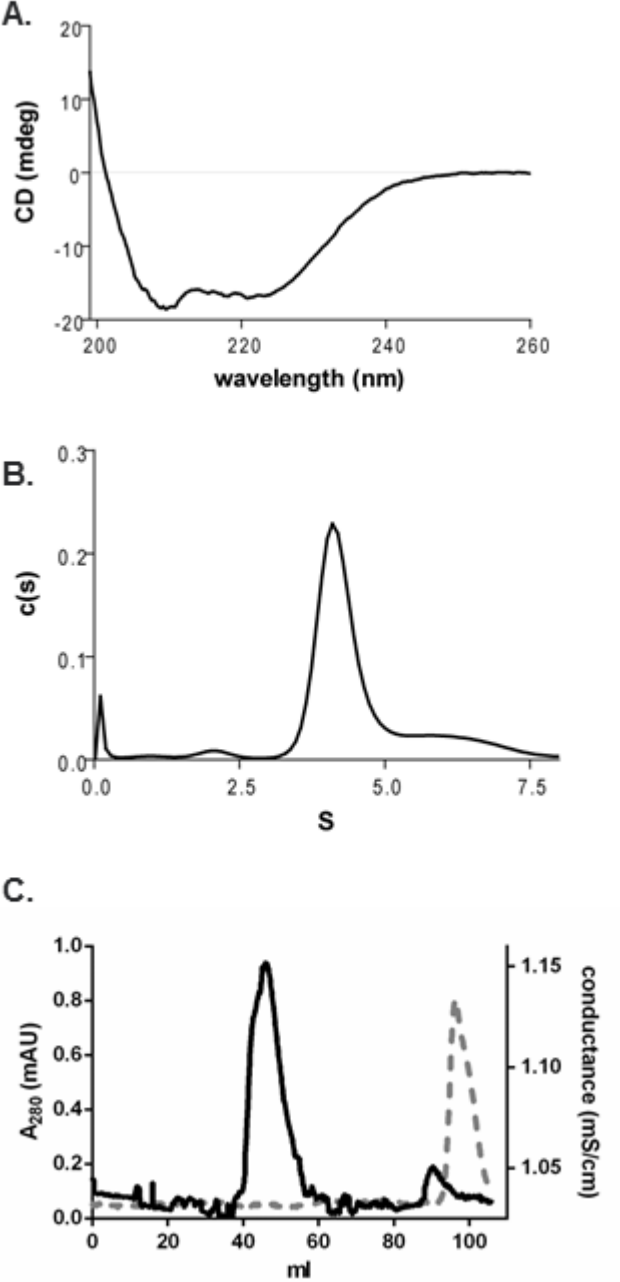 A.
20
10
0
-10
-20
CD (mdeg)
200 220 240 260
wavelength (nm)
B.
0.3
0.2
0.1
0.0
c(s)
0.0 2.5 5.0 7.5
S
C.
1.0
0.8
0.6
0.4
0.2
0.0
A280 (mAU)
1.15
1.10
1.05
conductance (mS/cm)
0 20 40 60 80 100
ml